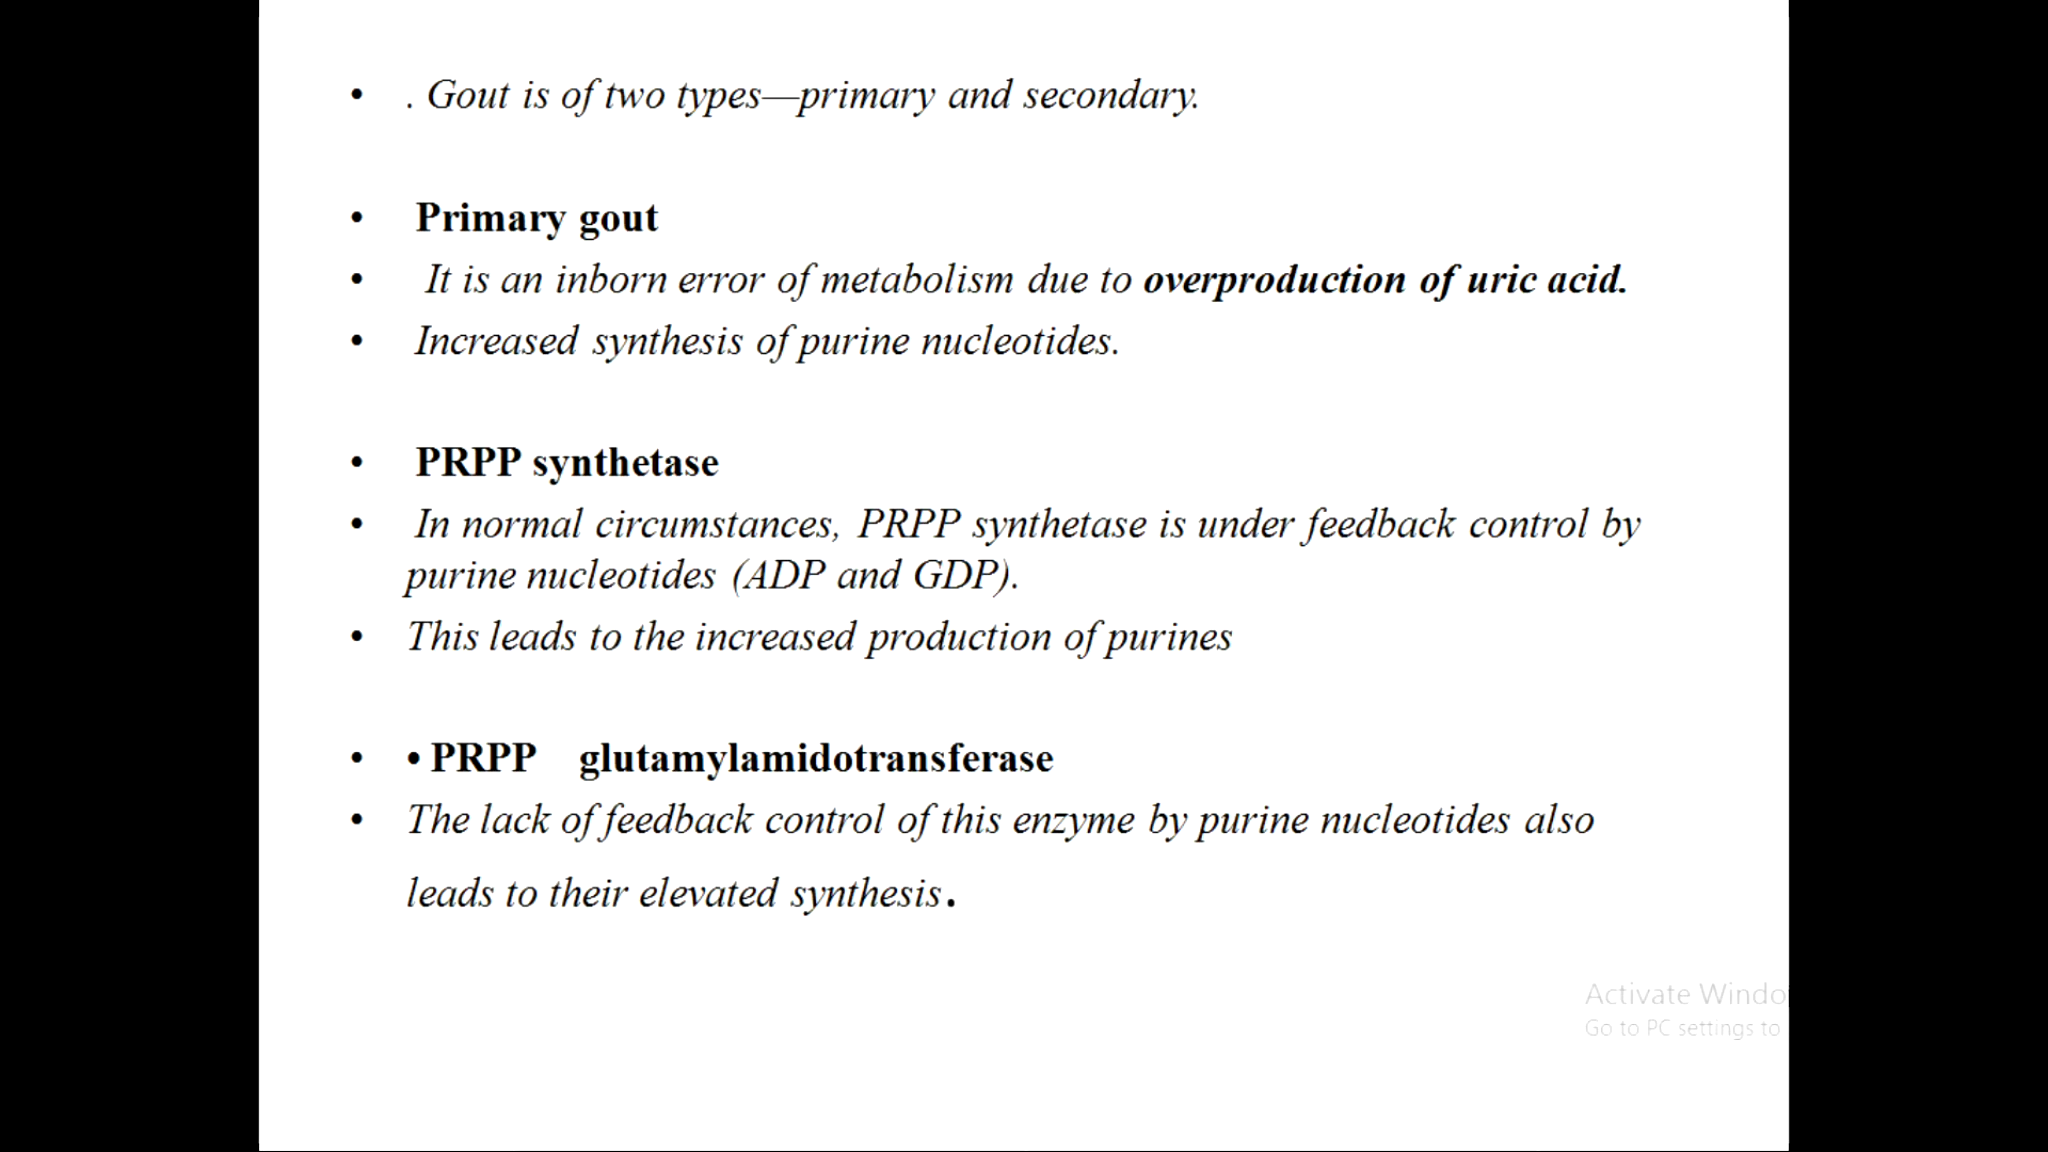 • . Gout is of two types—primary and secondary.
• Primary gout
• It is an inborn error of metabolism due to overproduction of uric acid.
• Increased synthesis of purine nucleotides.
• PRPP synthetase
• In normal circumstances, PRPP synthetase is under feedback control by
purine nucleotides (ADP and GDP).
• This leads to the increased production of purines
• • PRPP glutamylamidotransferase
• The lack of feedback control of this enzyme by purine nucleotides also
leads to their elevated synthesis.
Activate Windo
Go to PC settings to